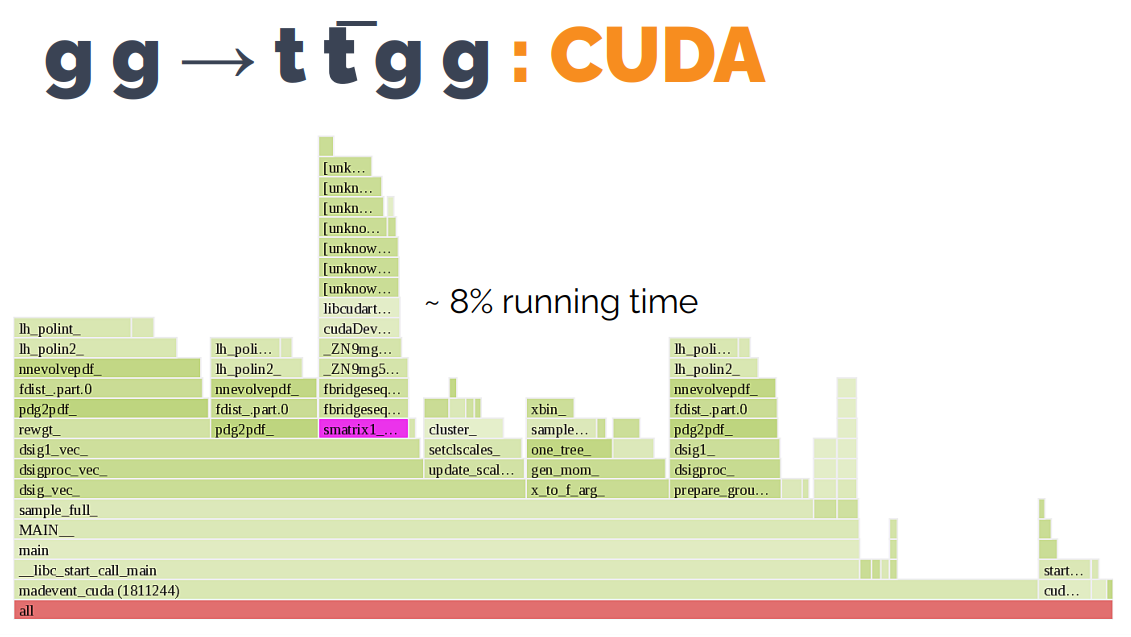 g g → t t̅ g g : CUDA
[unk...
[unkn...
[unkn...
[unkno...
[unknow...
[unknow...
[unknow...
~ 8% running time
libcudart...
lh_polint_ cudaDev...
lh_polin2_ lh_poli... _ZN9mg... lh_poli...
nnevolvepdf_ lh_polin2_ _ZN9mg5... lh_polin2_
fdist_.part.0 nnevolvepdf_ fbridgeseq... nnevolvepdf_
pdg2pdf_ fdist_.part.0 fbridgeseq... xbin_ fdist_.part.0
rewgt_ pdg2pdf_ smatrix1_... cluster_ sample... pdg2pdf_
dsig1_vec_ setclscales_ one_tree_ dsig1_
dsigproc_vec_ update_scal... gen_mom_ dsigproc_
dsig_vec_ x_to_f_arg_ prepare_grou...
sample_full_
MAIN__
main
__libc_start_call_main start...
madevent_cuda (1811244) cud...
all